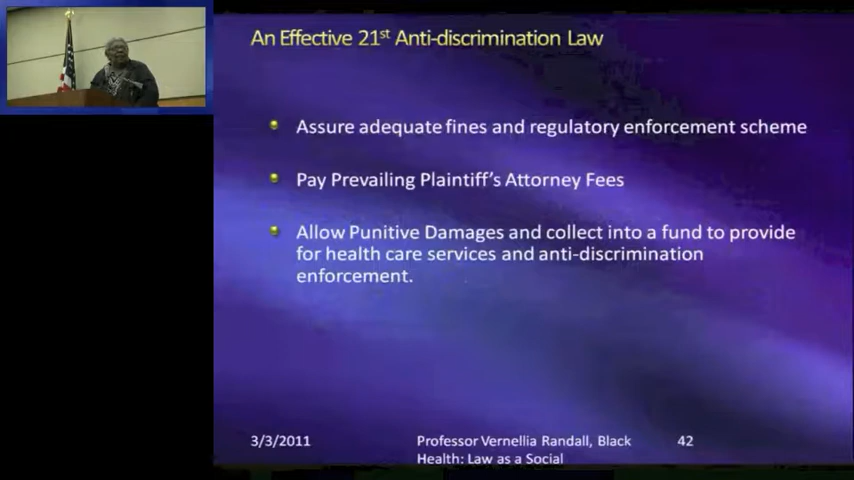 An Effective 21st Anti-discrimination Law
Assure adequate fines and regulatory enforcement scheme
Pay Prevailing Plaintiff's Attorney Fees
Allow Punitive Damages and collect into a fund to provide
for health care services and anti-discrimination
enforcement.
3/3/2011
Professor Vernellia Randall, Black
Health: Law as a Social
42